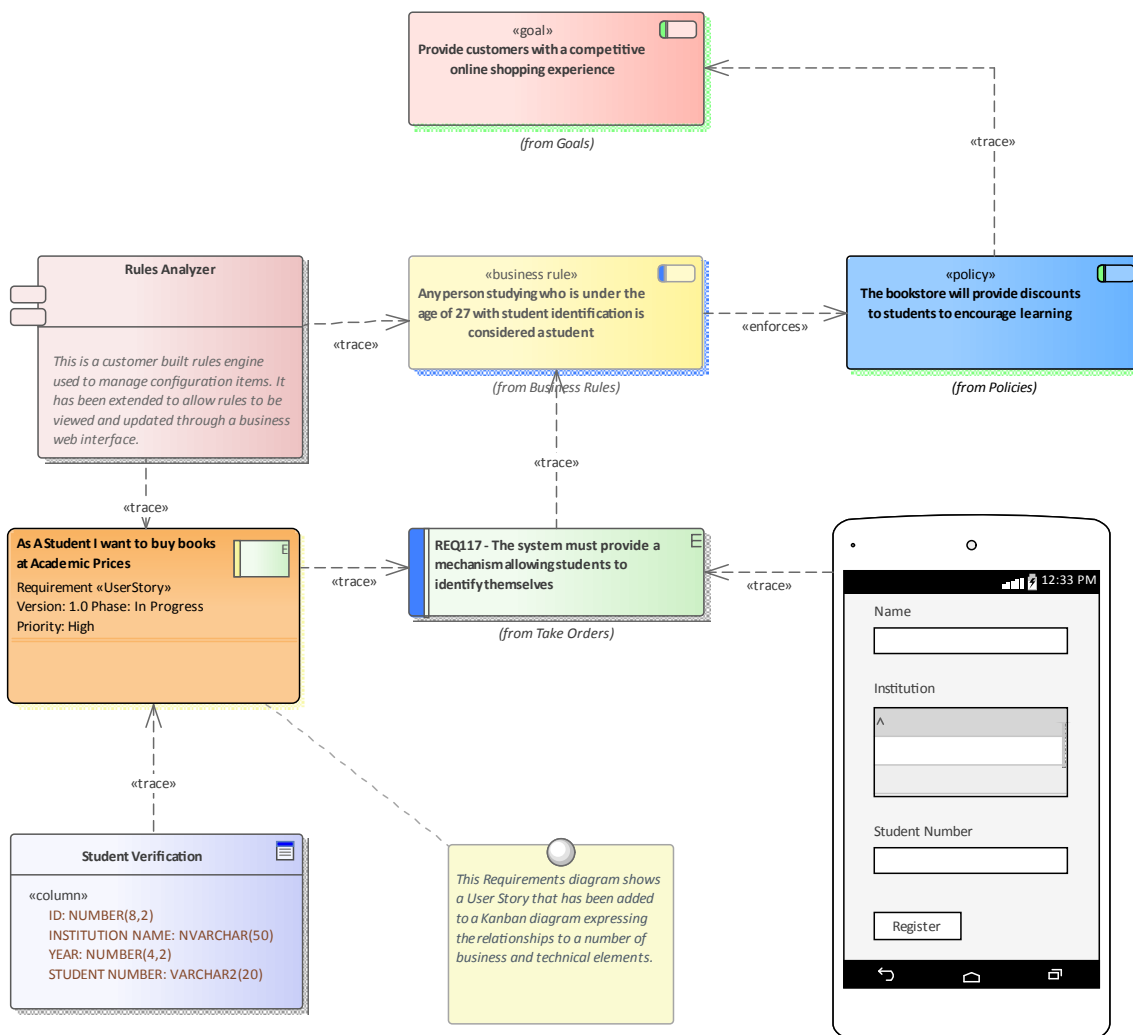 «goal»
Provide customers with a competitive
online shopping experience
(from Goals)
«trace»
Rules Analyzer
This is a customer built rules engine
used to manage configuration items. It
has been extended to allow rules to be
viewed and updated through a business
web interface.
«trace»
«business rule»
Any person studying who is under the
age of 27 with student identification is
considered a student
(from Business Rules)
«enforces»
«policy»
The bookstore will provide discounts
to students to encourage learning
(from Policies)
«trace»
«trace»
As A Student I want to buy books
at Academic Prices
Requirement «UserStory»
Version: 1.0 Phase: In Progress
Priority: High
E
«trace»
REQ117 - The system must provide a
mechanism allowing students to
identify themselves
E
(from Take Orders)
«trace»
12:33 PM
Name
Institution
^
Student Number
Register
«trace»
Student Verification
«column»
ID: NUMBER(8,2)
INSTITUTION NAME: NVARCHAR(50)
YEAR: NUMBER(4,2)
STUDENT NUMBER: VARCHAR2(20)
This Requirements diagram shows
a User Story that has been added
to a Kanban diagram expressing
the relationships to a number of
business and technical elements.